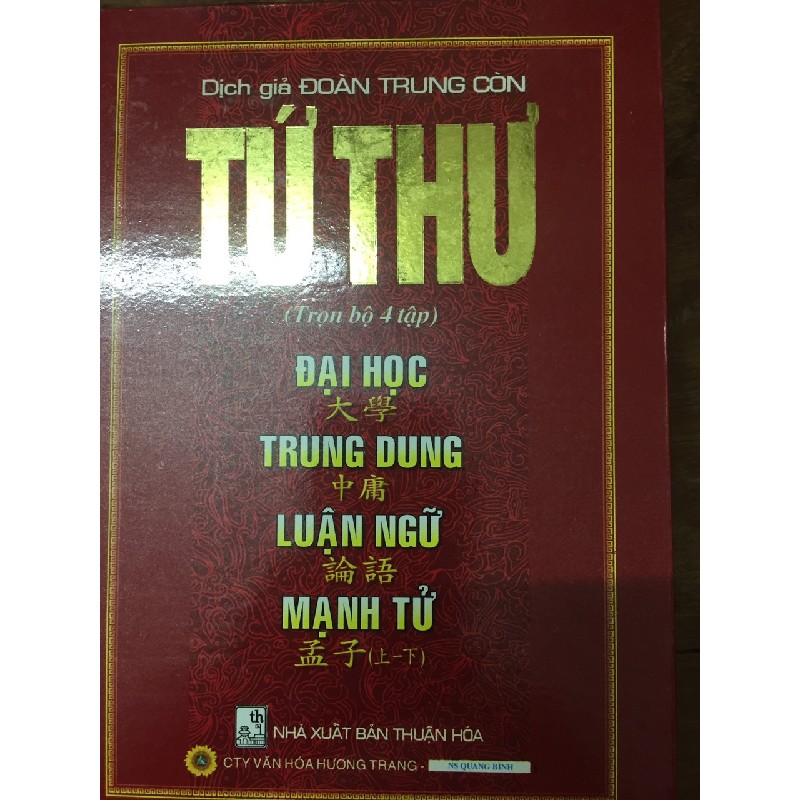 Dịch giả ĐOÀN TRUNG CÒN
TỨ THƯ
(Trọn bộ 4 tập)
ĐẠI HỌC
大學
TRUNG DUNG
中庸
LUẬN NGỮ
論語
MẠNH TỬ
孟子(上-下)
th
NHÀ XUẤT BẢN THUẬN HÓA
CTY VĂN HÓA HƯƠNG TRANG - NS QUANG BINH